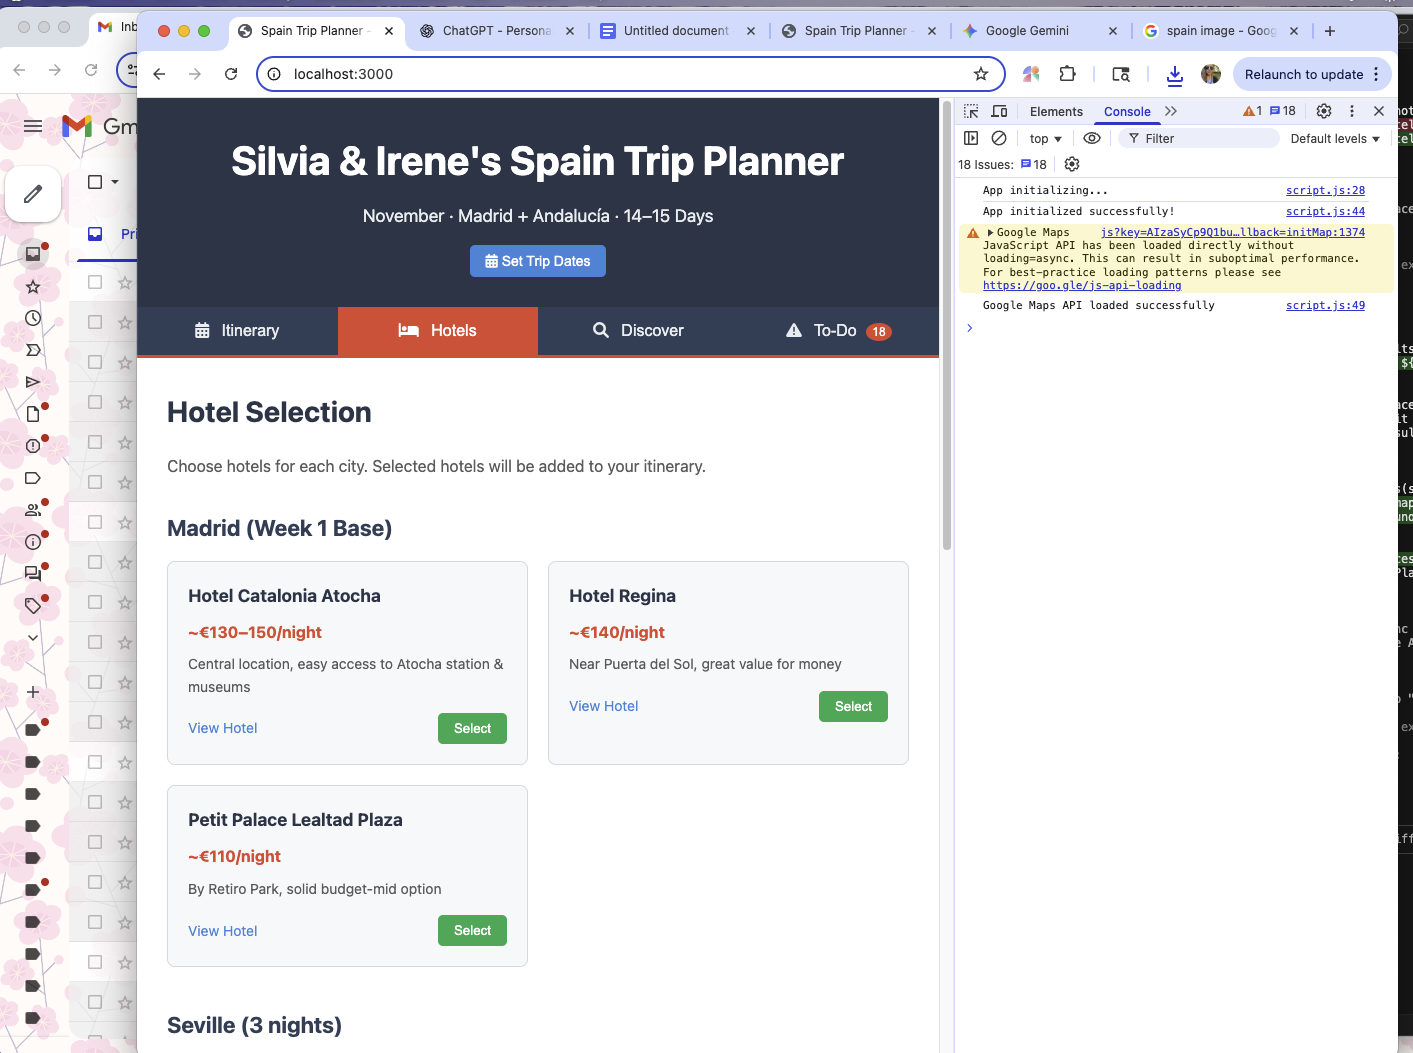 Inb
Spain Trip Planner -
ChatGPT - Persona
Untitled document
Spain Trip Planner -
Google Gemini
spain image - Goog
localhost:3000
Relaunch to update
Gm
Pri
Silvia & Irene's Spain Trip Planner
November · Madrid + Andalucía · 14–15 Days
Set Trip Dates
Itinerary
Hotels
Discover
To-Do 18
Hotel Selection
Choose hotels for each city. Selected hotels will be added to your itinerary.
Madrid (Week 1 Base)
Hotel Catalonia Atocha
~€130–150/night
Central location, easy access to Atocha station &
museums
View Hotel
Select
Hotel Regina
~€140/night
Near Puerta del Sol, great value for money
View Hotel
Select
Petit Palace Lealtad Plaza
~€110/night
By Retiro Park, solid budget-mid option
View Hotel
Select
Seville (3 nights)
Elements
Console
1
18
top
Filter
Default levels
18 Issues: 18
App initializing... script.js:28
App initialized successfully! script.js:44
Google Maps js?key=AIzaSyCp9Q1bu…llback=initMap:1374
JavaScript API has been loaded directly without
loading=async. This can result in suboptimal performance.
For best-practice loading patterns please see
https://goo.gle/js-api-loading
Google Maps API loaded successfully script.js:49